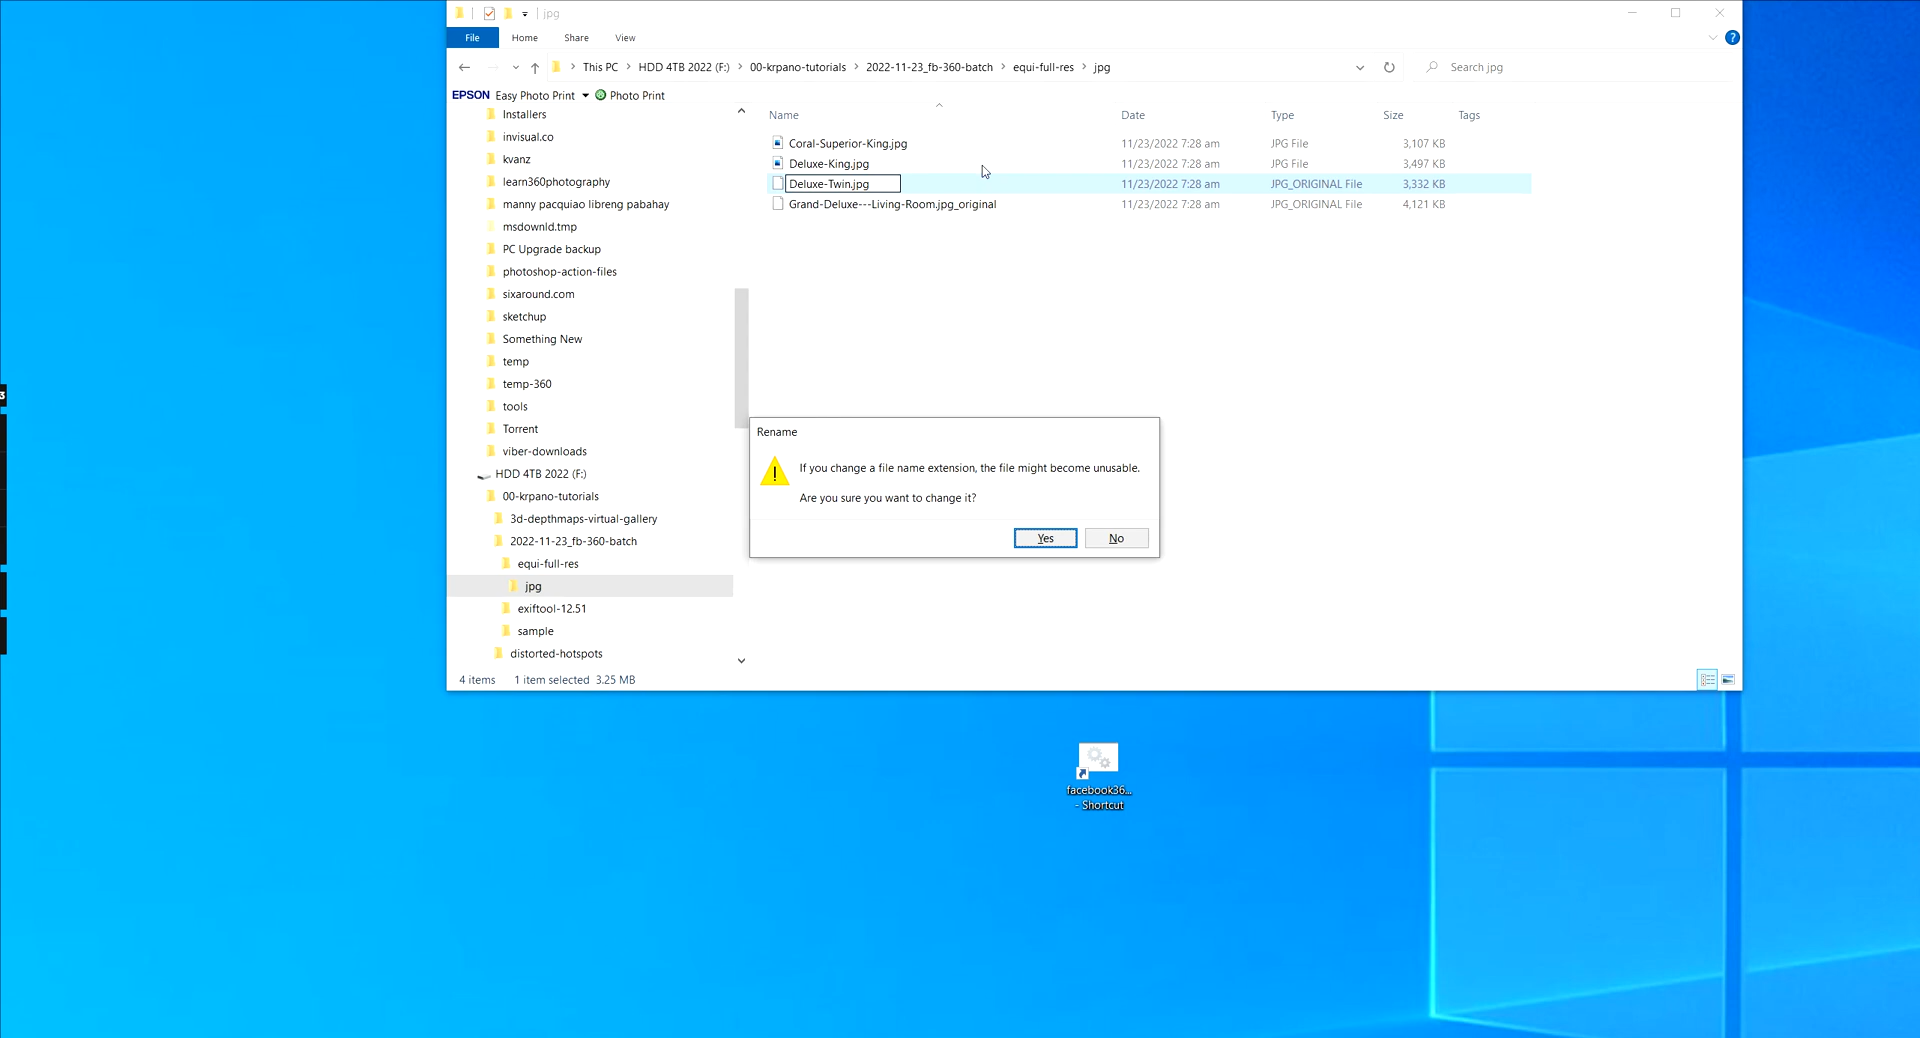 jpg
File Home Share View
?
This PC HDD 4TB 2022 (F:) 00-krpano-tutorials 2022-11-23_fb-360-batch equi-full-res jpg
Search jpg
EPSON Easy Photo Print Photo Print
Name Date Type Size Tags
Coral-Superior-King.jpg 11/23/2022 7:28 am JPG File 3,107 KB
Deluxe-King.jpg 11/23/2022 7:28 am JPG File 3,497 KB
Deluxe-Twin.jpg 11/23/2022 7:28 am JPG_ORIGINAL File 3,332 KB
Grand-Deluxe---Living-Room.jpg_original 11/23/2022 7:28 am JPG_ORIGINAL File 4,121 KB
Installers
invisual.co
kvanz
learn360photography
manny pacquiao libreng pabahay
msdownld.tmp
PC Upgrade backup
photoshop-action-files
sixaround.com
sketchup
Something New
temp
temp-360
tools
Torrent
viber-downloads
HDD 4TB 2022 (F:)
00-krpano-tutorials
3d-depthmaps-virtual-gallery
2022-11-23_fb-360-batch
equi-full-res
jpg
exiftool-12.51
sample
distorted-hotspots
Rename
If you change a file name extension, the file might become unusable.
Are you sure you want to change it?
Yes No
4 items 1 item selected 3.25 MB
facebook36...
- Shortcut
3